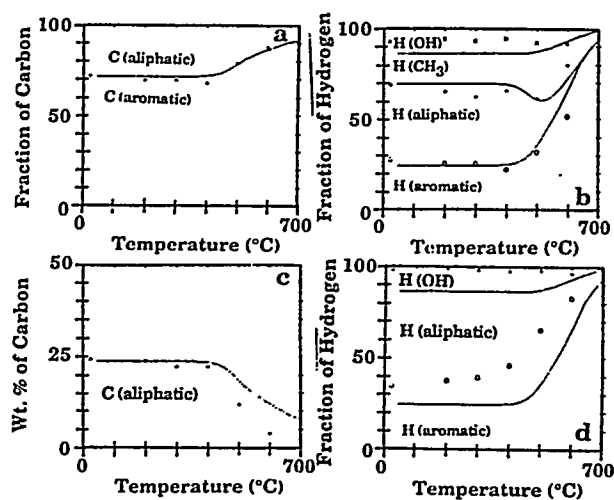 100
a
C (aliphatic)
C (aromatic)
50
0
0
700
Fraction of Carbon
Temperature (°C)
100
H (OH)
H (CH3)
H (aliphatic)
50
H (aromatic)
b
0
0
700
Fraction of Hydrogen
Temperature (°C)
50
c
25
C (aliphatic)
0
0
700
Wt. % of Carbon
Temperature (°C)
100
H (OH)
H (aliphatic)
50
H (aromatic)
d
0
0
700
Fraction of Hydrogen
Temperature (°C)